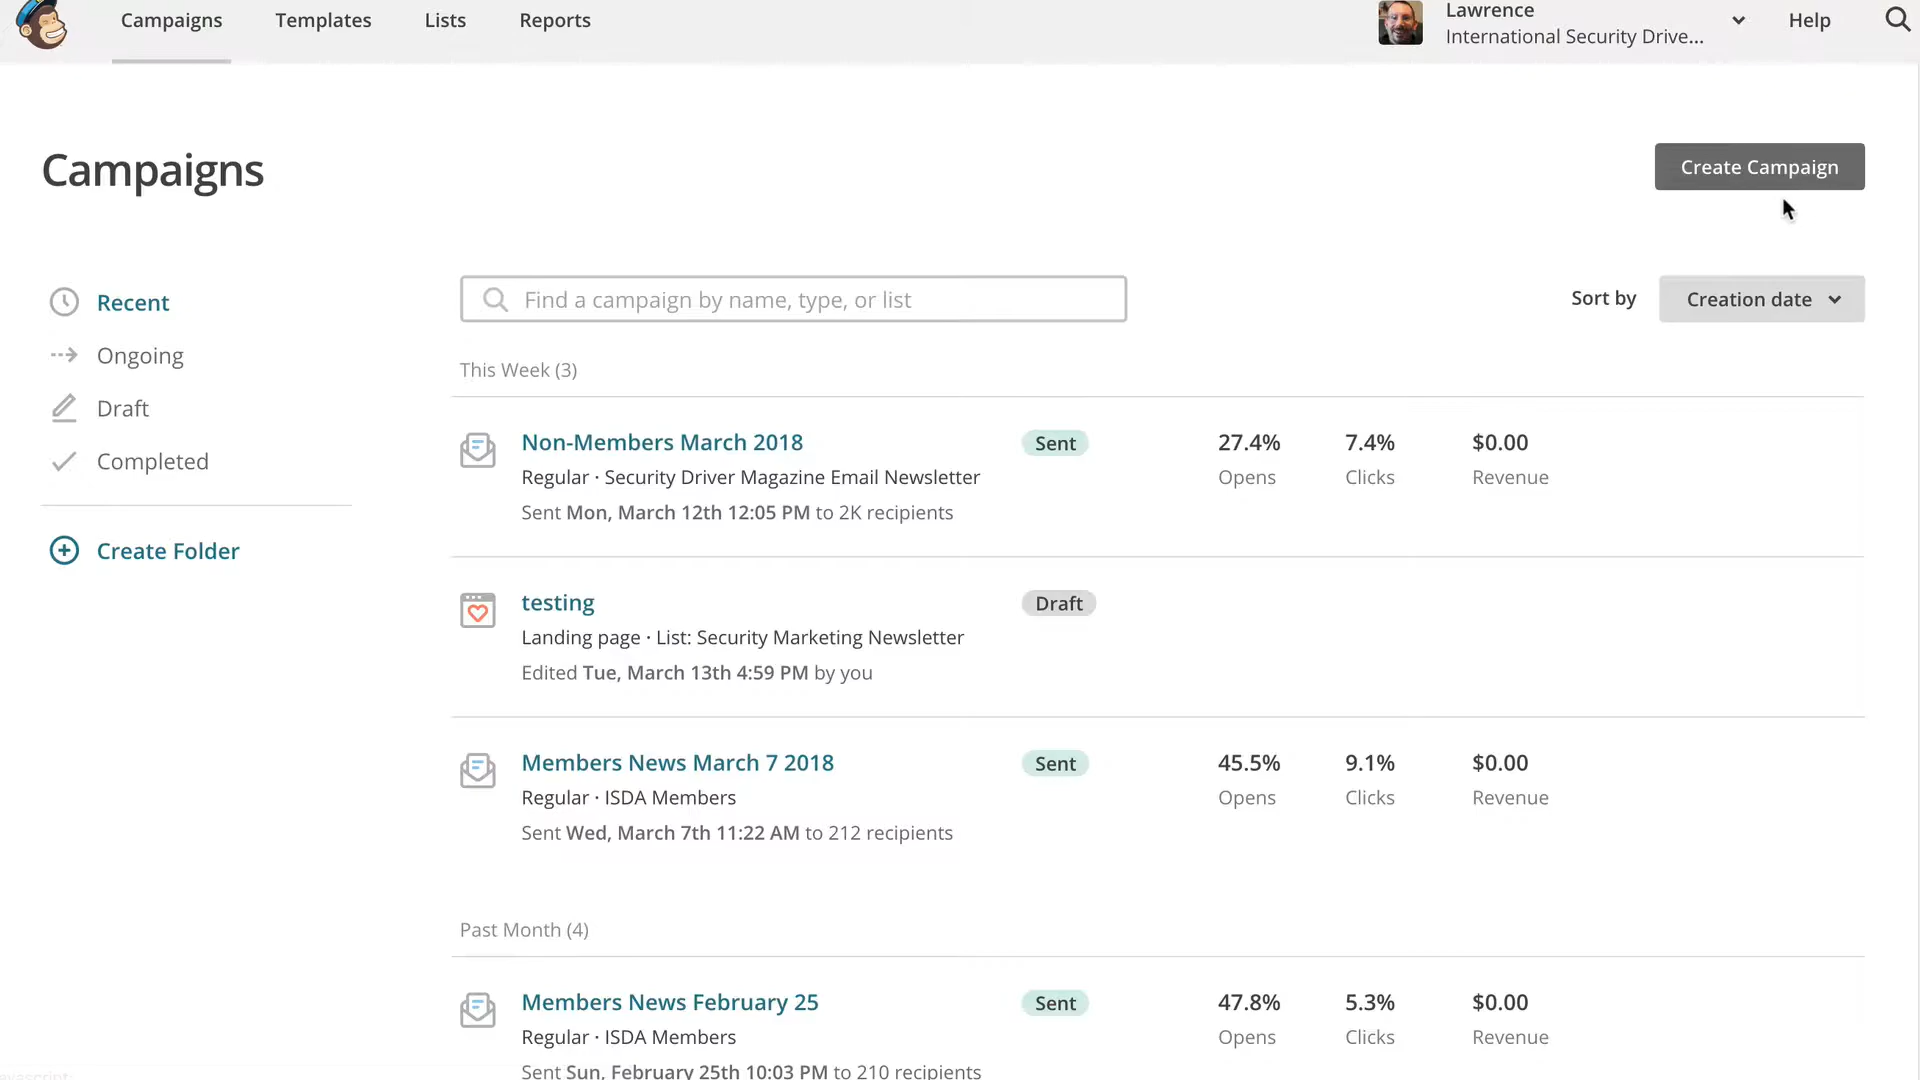 Campaigns
Templates
Lists
Reports
Lawrence
International Security Drive...
Help
Campaigns
Create Campaign
Recent
Ongoing
Draft
Completed
Create Folder
Find a campaign by name, type, or list
Sort by
Creation date
This Week (3)
Non-Members March 2018
Sent
27.4%
7.4%
$0.00
Regular · Security Driver Magazine Email Newsletter
Opens
Clicks
Revenue
Sent Mon, March 12th 12:05 PM to 2K recipients
testing
Draft
Landing page · List: Security Marketing Newsletter
Edited Tue, March 13th 4:59 PM by you
Members News March 7 2018
Sent
45.5%
9.1%
$0.00
Regular · ISDA Members
Opens
Clicks
Revenue
Sent Wed, March 7th 11:22 AM to 212 recipients
Past Month (4)
Members News February 25
Sent
47.8%
5.3%
$0.00
Regular · ISDA Members
Opens
Clicks
Revenue
Sent Sun, February 25th 10:03 PM to 210 recipients